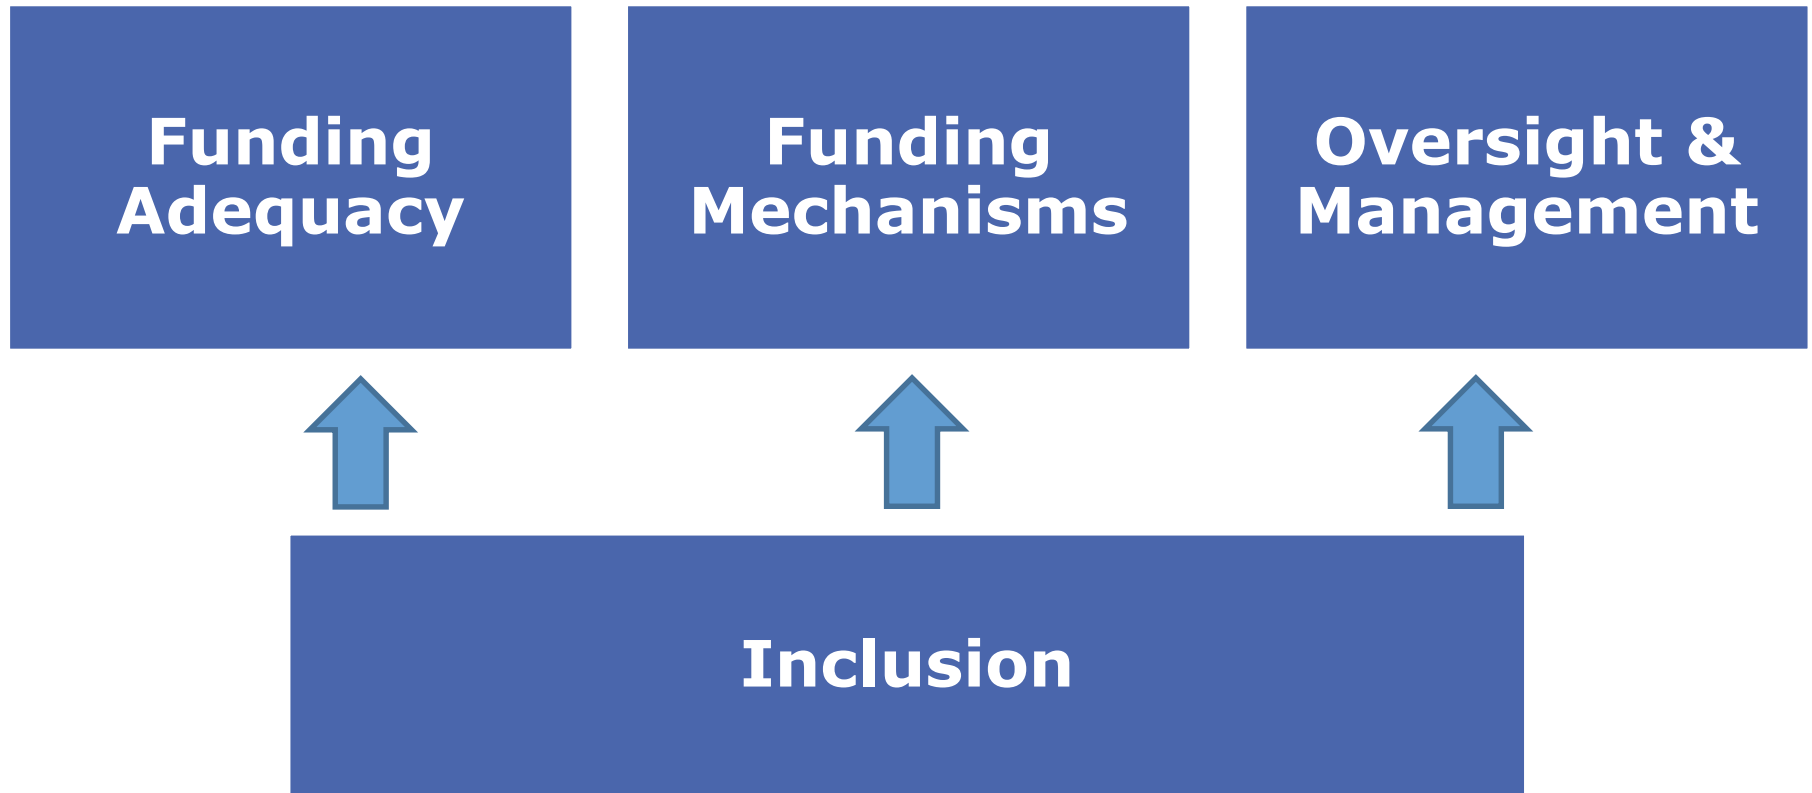 Funding
Adequacy
Funding
Mechanisms
Oversight &
Management
Inclusion